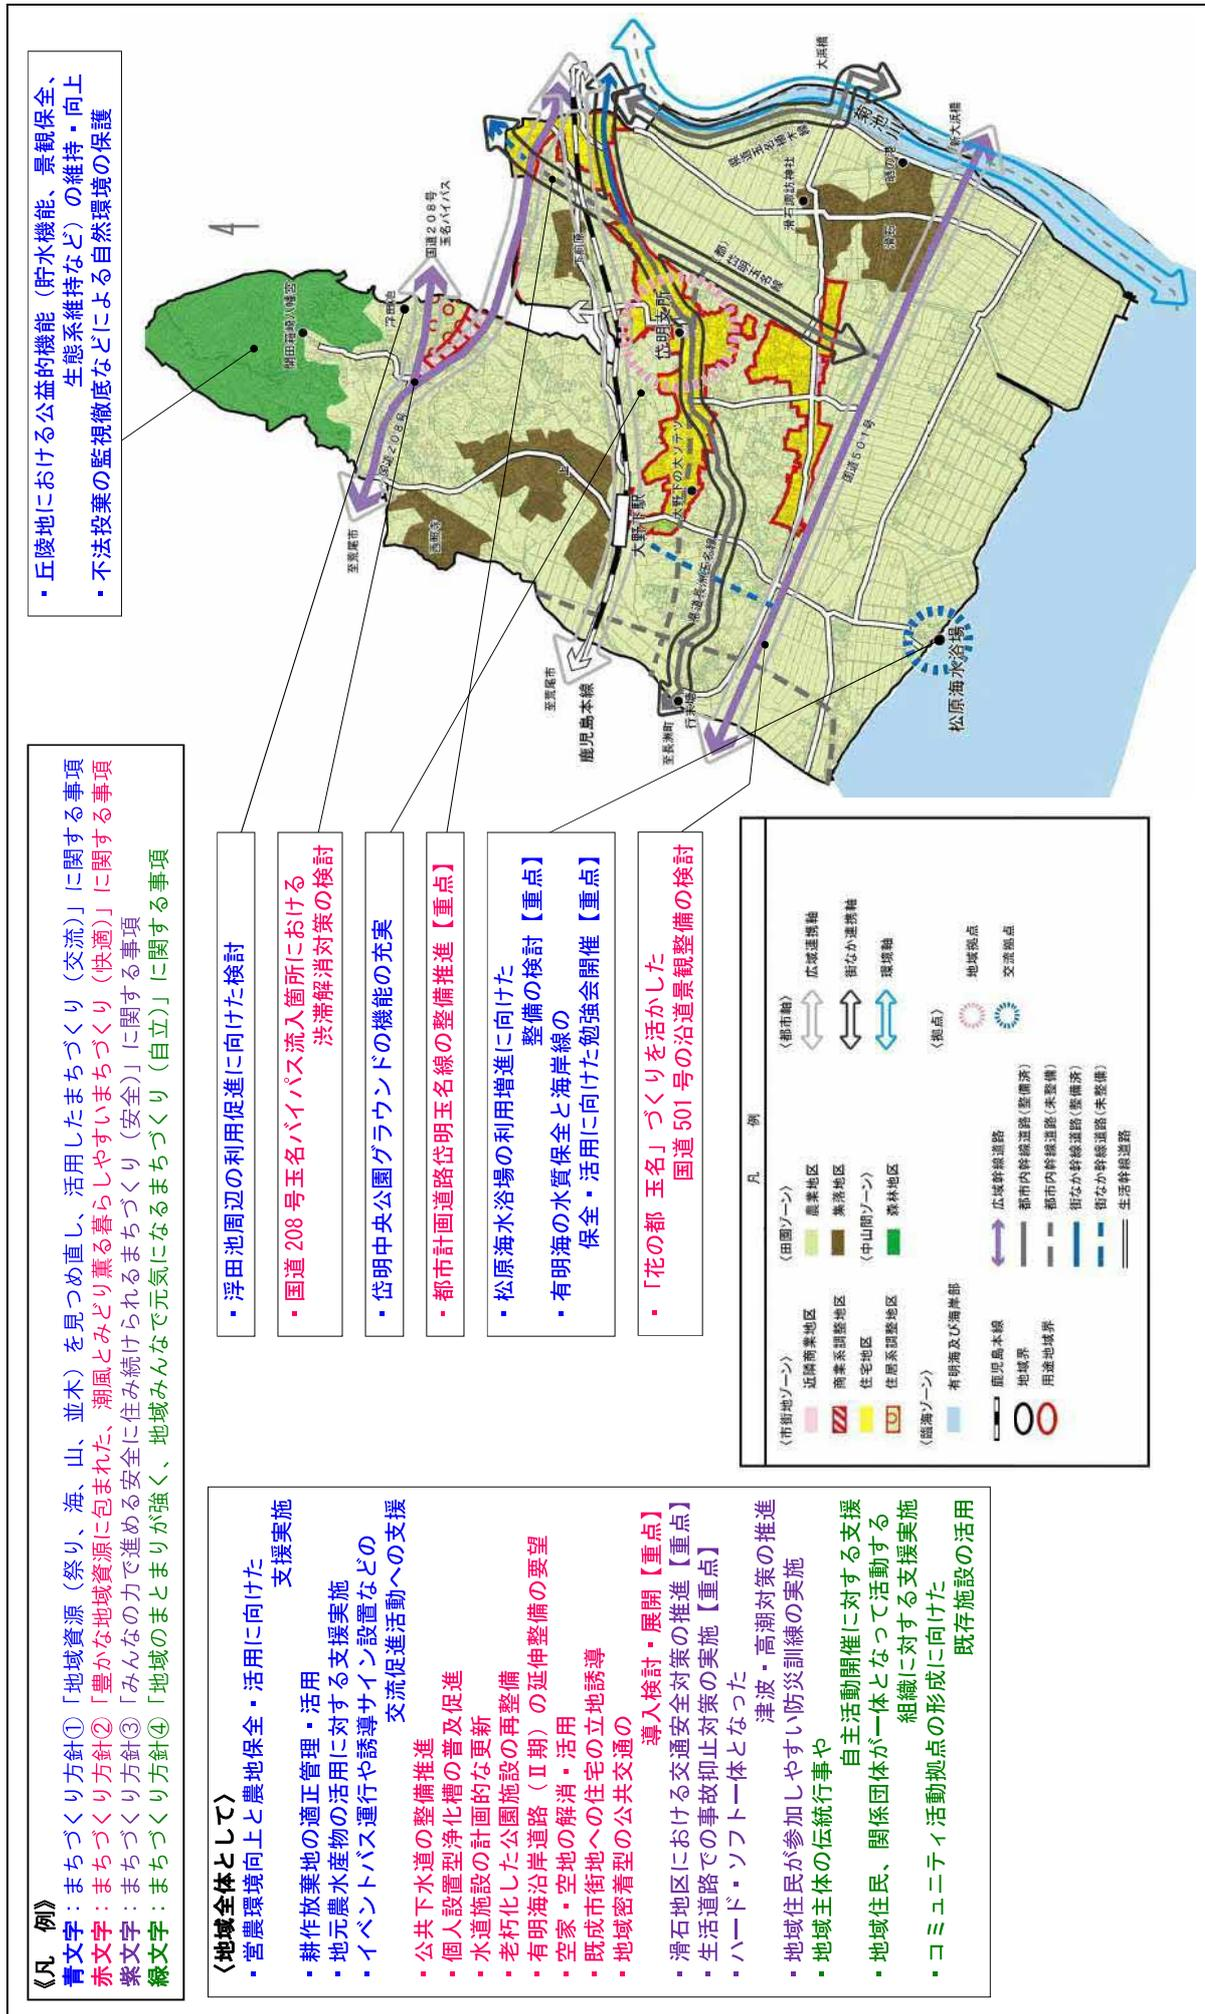 《凡　例》
青文字：まちづくり方針①「地域資源（祭り、海、山、並木）を見つめ直し、活用したまちづくり（交流）」に関する事項
赤文字：まちづくり方針②「豊かな地域資源に包まれた、潮風とみどり薫る暮らしやすいまちづくり（快適）」に関する事項
紫文字：まちづくり方針③「みんなの力で進める安全に住み続けられるまちづくり（安全）」に関する事項
緑文字：まちづくり方針④「地域のまとまりが強く、地域みんなで元気になるまちづくり（自立）」に関する事項
〈地域全体として〉
・営農環境向上と農地保全・活用に向けた
支援実施
・耕作放棄地の適正管理・活用
・地元農水産物の活用に対する支援実施
・イベントバス運行や誘導サイン設置などの
交流促進活動への支援
・公共下水道の整備推進
・個人設置型浄化槽の普及促進
・水道施設の計画的な更新
・老朽化した公園施設の再整備
・有明海沿岸道路（Ⅱ期）の延伸整備の要望
・空家・空地の解消・活用
・既成市街地への住宅の立地誘導
・地域密着型の公共交通の
導入検討・展開【重点】
・滑石地区における交通安全対策の推進【重点】
・生活道路での事故抑止対策の実施【重点】
・ハード・ソフト一体となった
津波・高潮対策の推進
・地域住民が参加しやすい防災訓練の実施
・地域主体の伝統行事や
自主活動開催に対する支援
・地域住民、関係団体が一体となって活動する
組織に対する支援実施
・コミュニティ活動拠点の形成に向けた
既存施設の活用
・浮田池周辺の利用促進に向けた検討
・国道208号玉名バイパス流入箇所における
渋滞解消対策の検討
・岱明中央公園グラウンドの機能の充実
・都市計画道路岱明玉名線の整備推進【重点】
・松原海水浴場の利用増進に向けた
整備の検討【重点】
・有明海の水質保全と海岸線の
保全・活用に向けた勉強会開催【重点】
・「花の都 玉名」づくりを活かした
国道501号の沿道景観整備の検討
・丘陵地における公益的機能（貯水機能、景観保全、
生態系維持など）の維持・向上
・不法投棄の監視徹底などによる自然環境の保護
4
開田箱崎八幡宮
浮田池
国道208号
玉名バイパス
国道208号
至荒尾市
西照寺
上
下前原
大野下駅
大野下の大ソテツ
岱明支所
(都)岱明玉名線
県道長洲玉名線
至荒尾市
鹿児島本線
至長洲町
行末塘
滑石諏訪神社
滑石
晒の港
菊池川
大浜橋
新大浜橋
国道501号
松原海水浴場
凡　例
〈市街地ゾーン〉
近隣商業地区
商業系調整地区
住宅地区
住居系調整地区
〈臨海ゾーン〉
有明海及び海岸部
鹿児島本線
地域界
用途地域界
〈田園ゾーン〉
農業地区
集落地区
〈中山間ゾーン〉
森林地区
広域幹線道路
都市内幹線道路(整備済)
都市内幹線道路(未整備)
街なか幹線道路(整備済)
街なか幹線道路(未整備)
生活幹線道路
〈都市軸〉
広域連携軸
街なか連携軸
環境軸
〈拠点〉
地域拠点
交流拠点